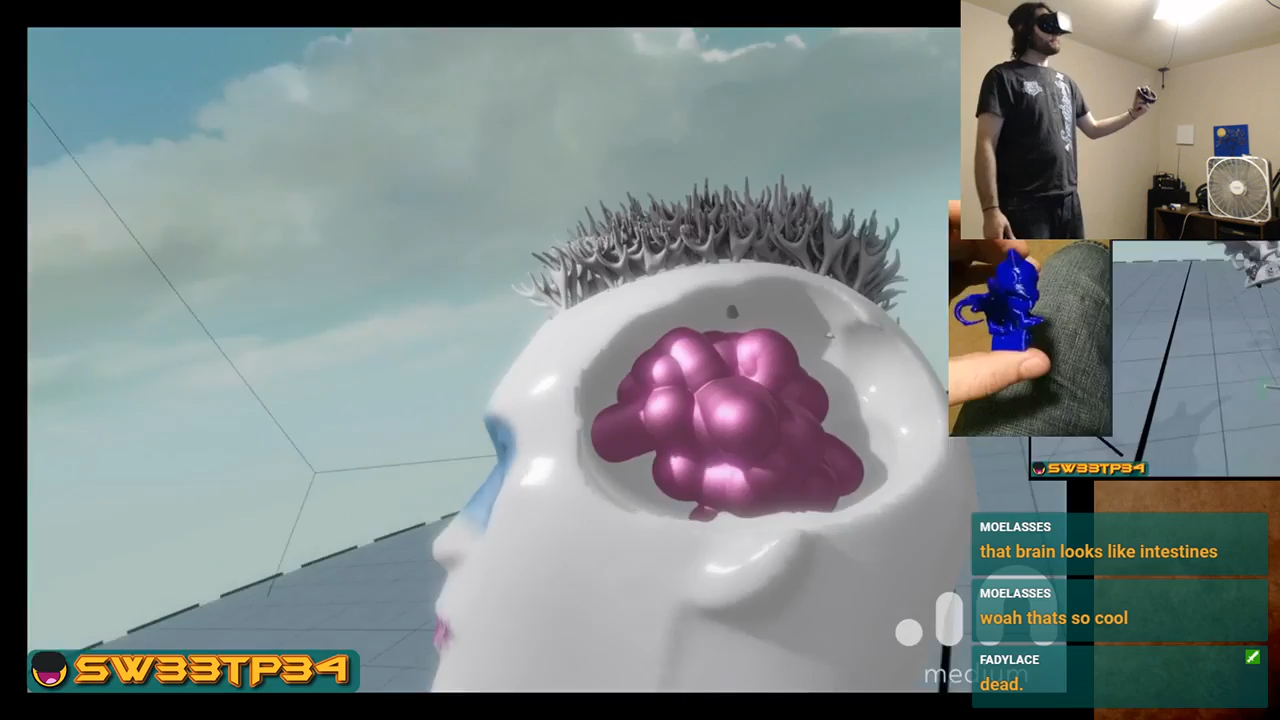 SW33TP34
SW33TP34
MOELASSES
that brain looks like intestines
MOELASSES
woah thats so cool
FADYLACE
dead.
medium